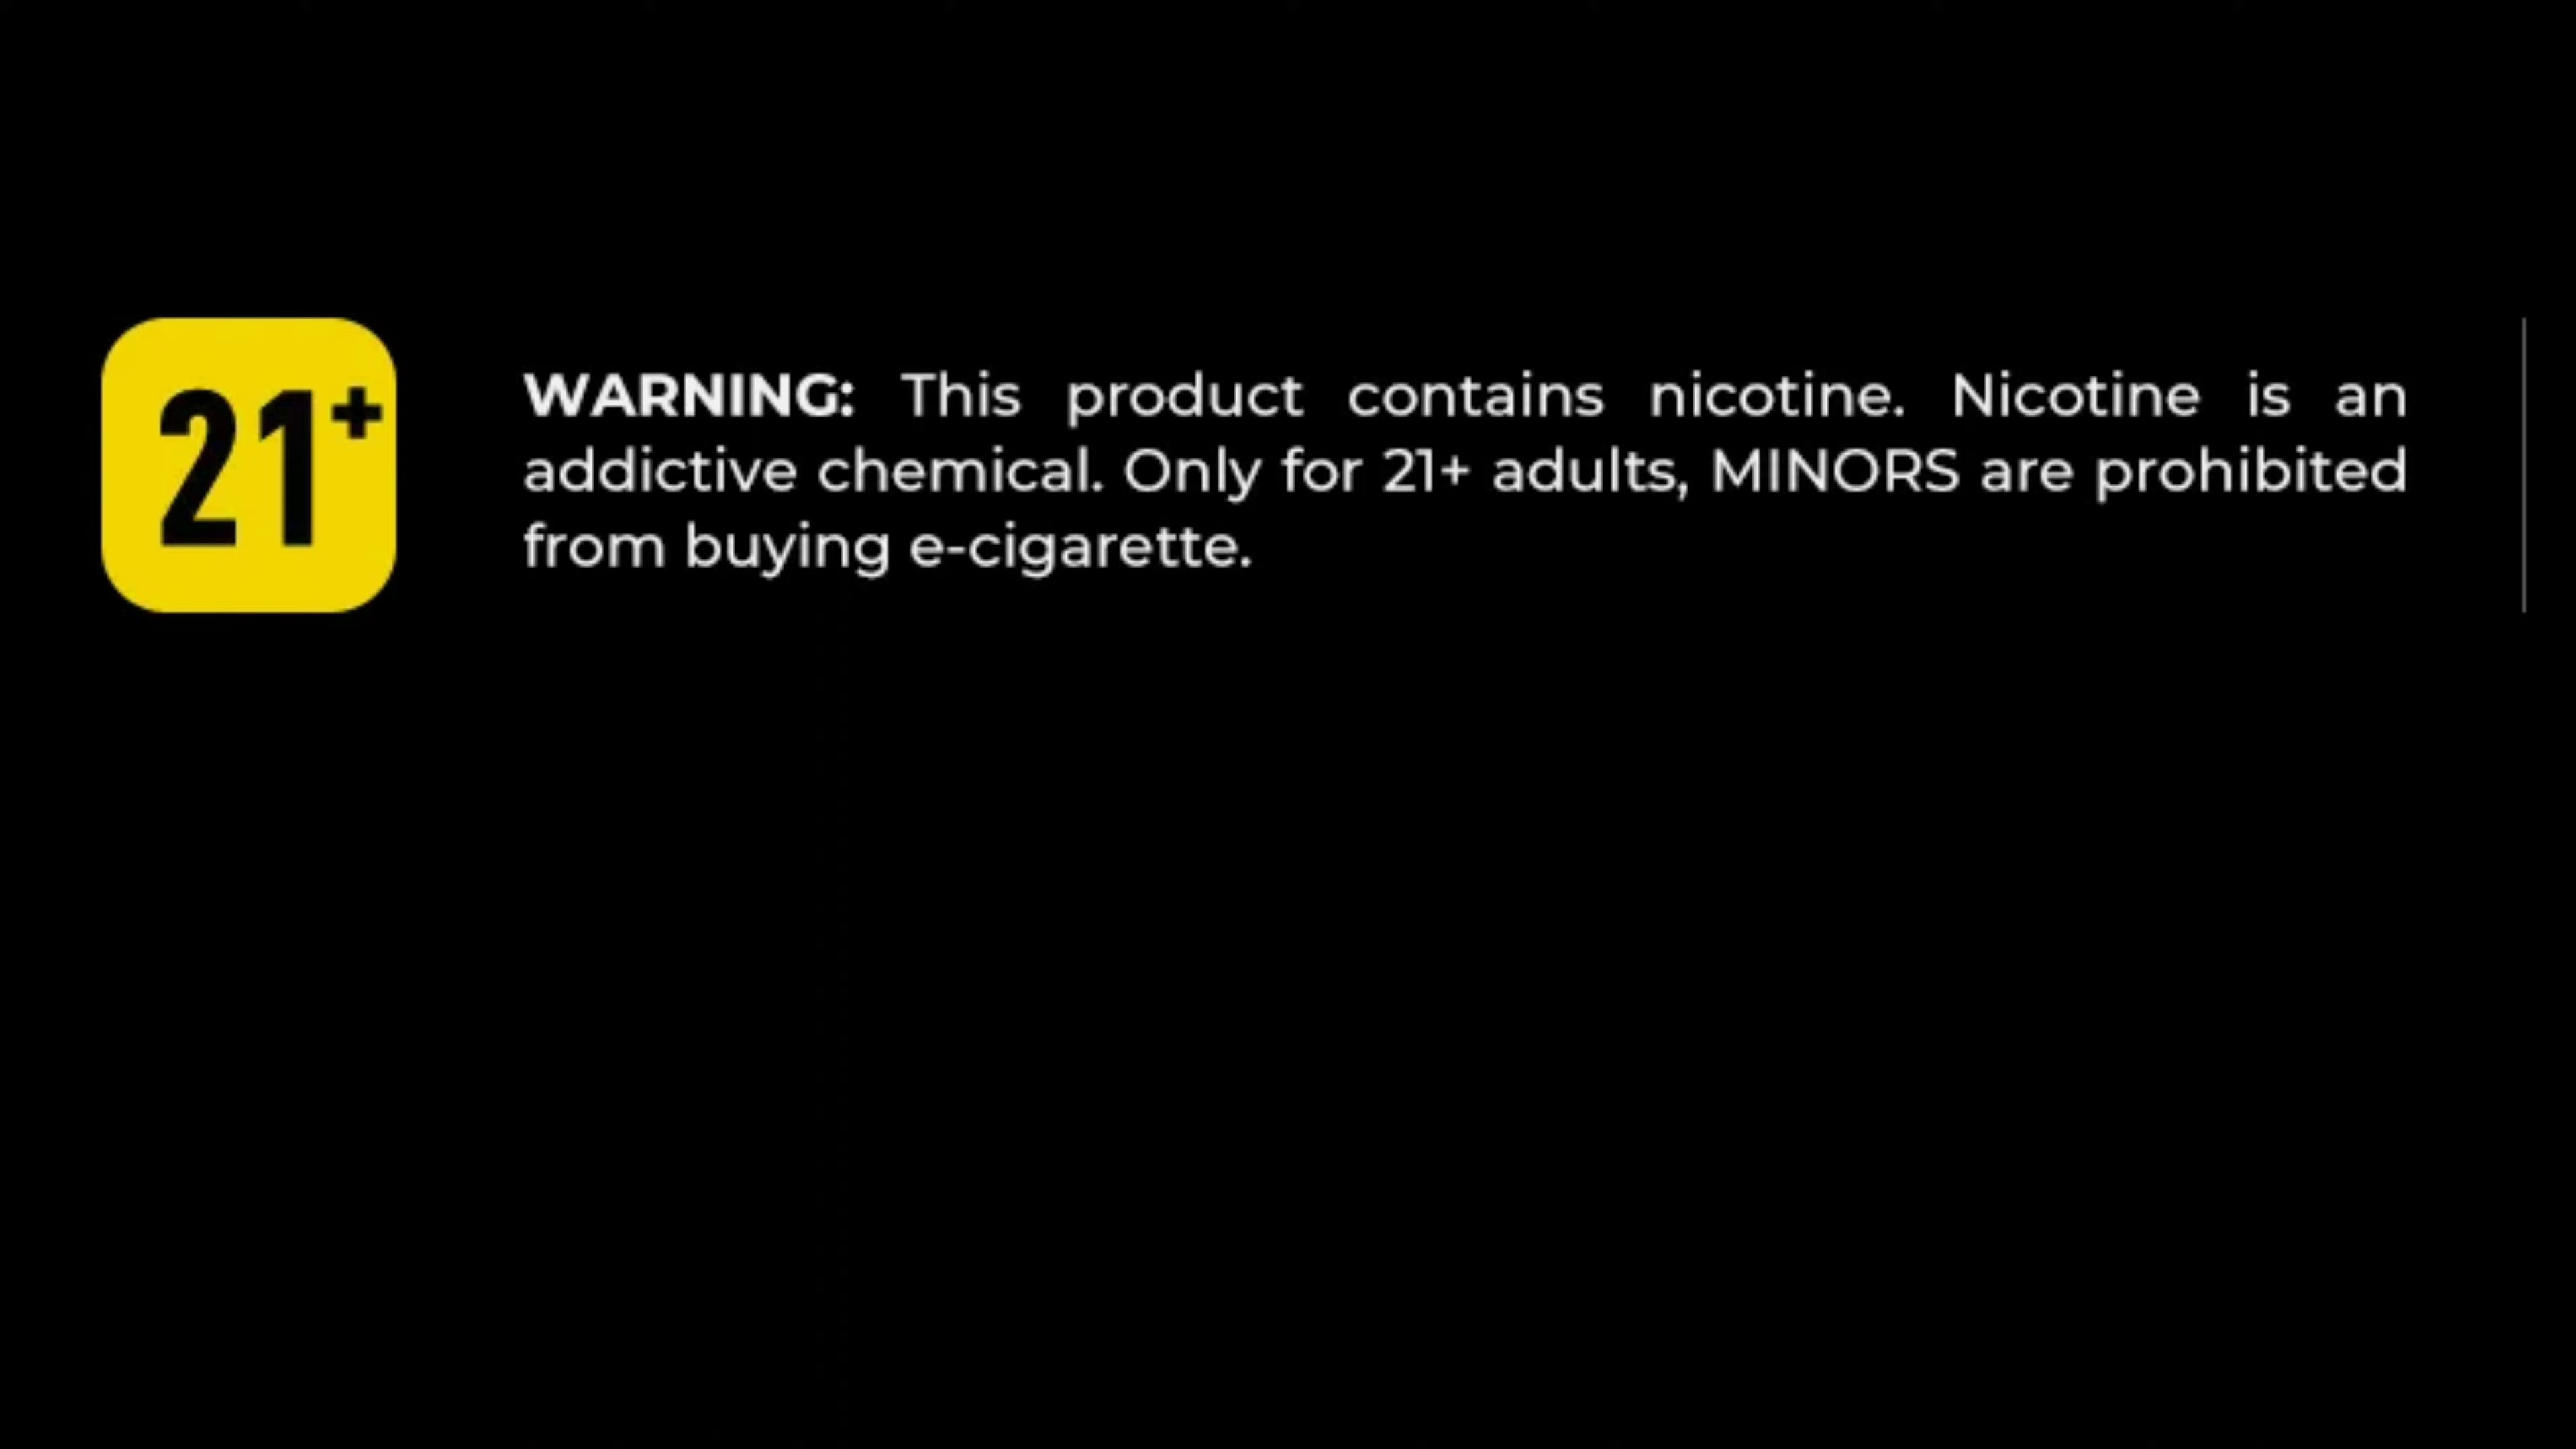 21+
WARNING: This product contains nicotine. Nicotine is an
addictive chemical. Only for 21+ adults, MINORS are prohibited
from buying e-cigarette.